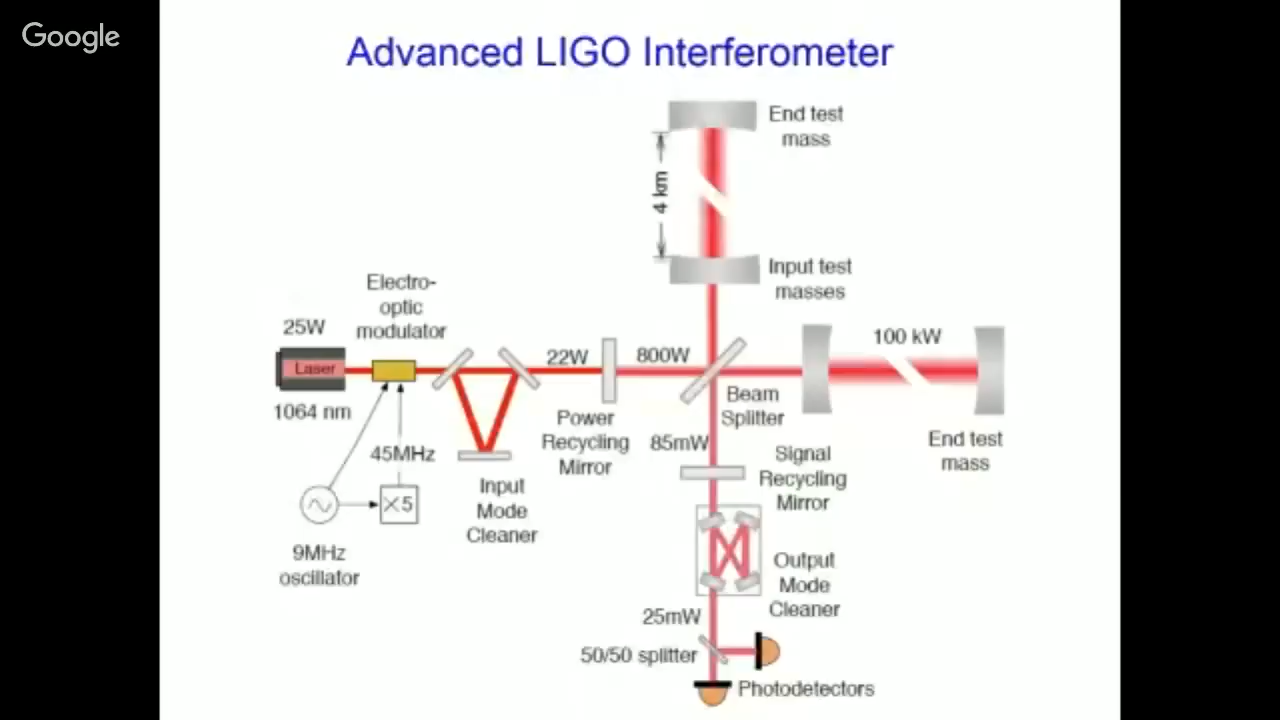 Google
Advanced LIGO Interferometer
End test
mass
4 km
Input test
masses
Electro-
optic
modulator
25W
Laser
1064 nm
22W
800W
100 kW
Beam
Splitter
Power
Recycling
Mirror
85mW
End test
mass
45MHz
Signal
Recycling
Mirror
Input
Mode
Cleaner
X5
9MHz
oscillator
Output
Mode
Cleaner
25mW
50/50 splitter
Photodetectors